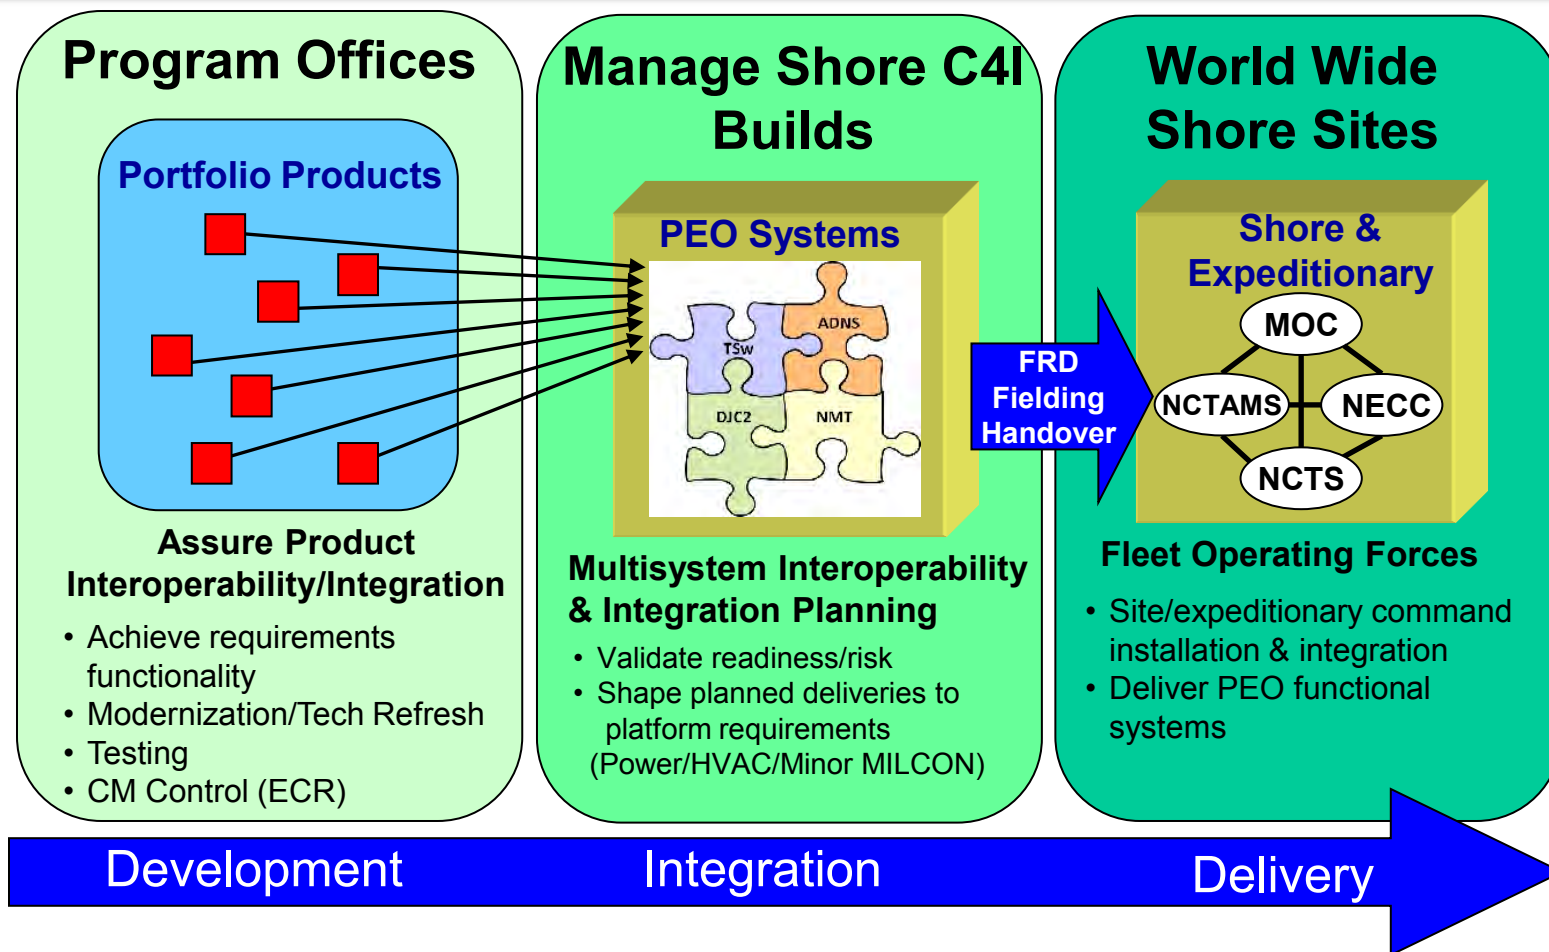 Program Offices
Portfolio Products
Assure Product
Interoperability/Integration
• Achieve requirements
functionality
• Modernization/Tech Refresh
• Testing
• CM Control (ECR)
Manage Shore C4I
Builds
PEO Systems
ADNS
TSw
DJC2
NMT
Multisystem Interoperability
& Integration Planning
• Validate readiness/risk
• Shape planned deliveries to
platform requirements
(Power/HVAC/Minor MILCON)
FRD
Fielding
Handover
World Wide
Shore Sites
Shore &
Expeditionary
MOC
NCTAMS
NECC
NCTS
Fleet Operating Forces
• Site/expeditionary command
installation & integration
• Deliver PEO functional
systems
Development
Integration
Delivery